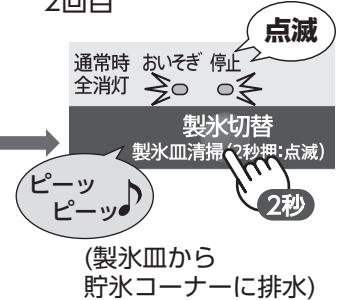 2回目
点滅
通常時 おいそぎ 停止
全消灯
製氷切替
製氷皿清掃(2秒押:点滅)
ピーッ
ピーッ♪
2秒
(製氷皿から
貯氷コーナーに排水)